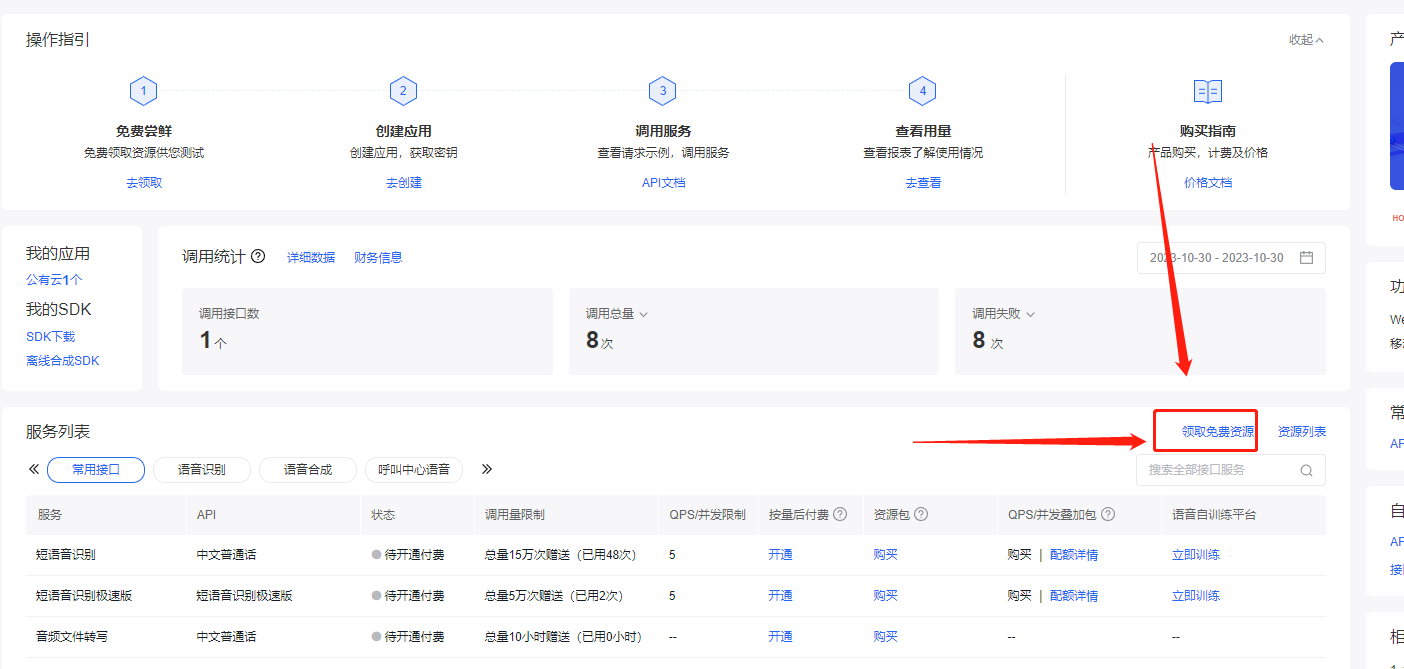 操作指引
收起
产
1
2
3
4
免费尝鲜
创建应用
调用服务
查看用量
购买指南
免费领取资源供您测试
创建应用，获取密钥
查看请求示例，调用服务
查看报表了解使用情况
产品购买，计费及价格
去领取
去创建
API文档
去查看
价格文档
HO
我的应用
公有云1个
我的SDK
SDK下载
离线合成SDK
调用统计 ? 详细数据 财务信息
2023-10-30 - 2023-10-30
调用接口数
1个
调用总量
8次
调用失败
8 次
功
We
移动
服务列表
领取免费资源
资源列表
常
AF
« 常用接口 语音识别 语音合成 呼叫中心语音 »
搜索全部接口服务
服务 API 状态 调用量限制 QPS/并发限制 按量后付费 ? 资源包 ? QPS/并发叠加包 ? 语音自训练平台
短语音识别 中文普通话 待开通付费 总量15万次赠送（已用48次） 5 开通 购买 购买 | 配额详情 立即训练
短语音识别极速版 短语音识别极速版 待开通付费 总量5万次赠送（已用2次） 5 开通 购买 购买 | 配额详情 立即训练
音频文件转写 中文普通话 待开通付费 总量10小时赠送（已用0小时） -- 开通 购买 -- --
自
AF
接
相